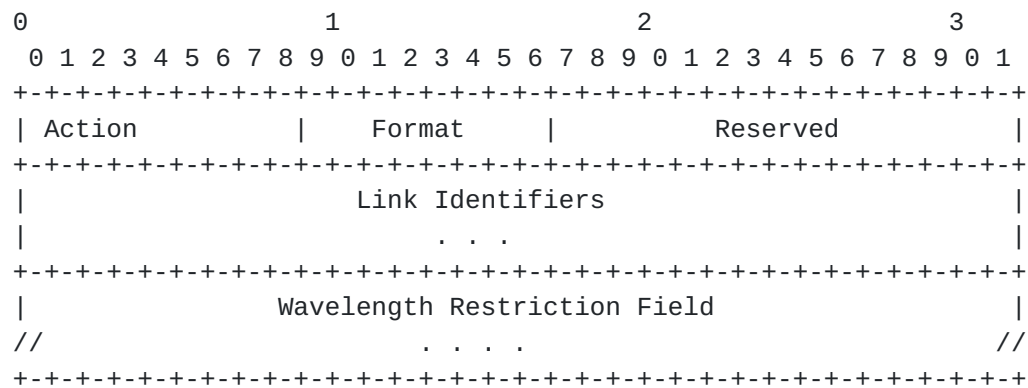 0                   1                   2                   3
 0 1 2 3 4 5 6 7 8 9 0 1 2 3 4 5 6 7 8 9 0 1 2 3 4 5 6 7 8 9 0 1
+-+-+-+-+-+-+-+-+-+-+-+-+-+-+-+-+-+-+-+-+-+-+-+-+-+-+-+-+-+-+-+-+
| Action          |    Format     |          Reserved           |
+-+-+-+-+-+-+-+-+-+-+-+-+-+-+-+-+-+-+-+-+-+-+-+-+-+-+-+-+-+-+-+-+
|                     Link Identifiers                          |
|                          . . .                                |
+-+-+-+-+-+-+-+-+-+-+-+-+-+-+-+-+-+-+-+-+-+-+-+-+-+-+-+-+-+-+-+-+
|                Wavelength Restriction Field                   |
//                        . . . .                              //
+-+-+-+-+-+-+-+-+-+-+-+-+-+-+-+-+-+-+-+-+-+-+-+-+-+-+-+-+-+-+-+-+